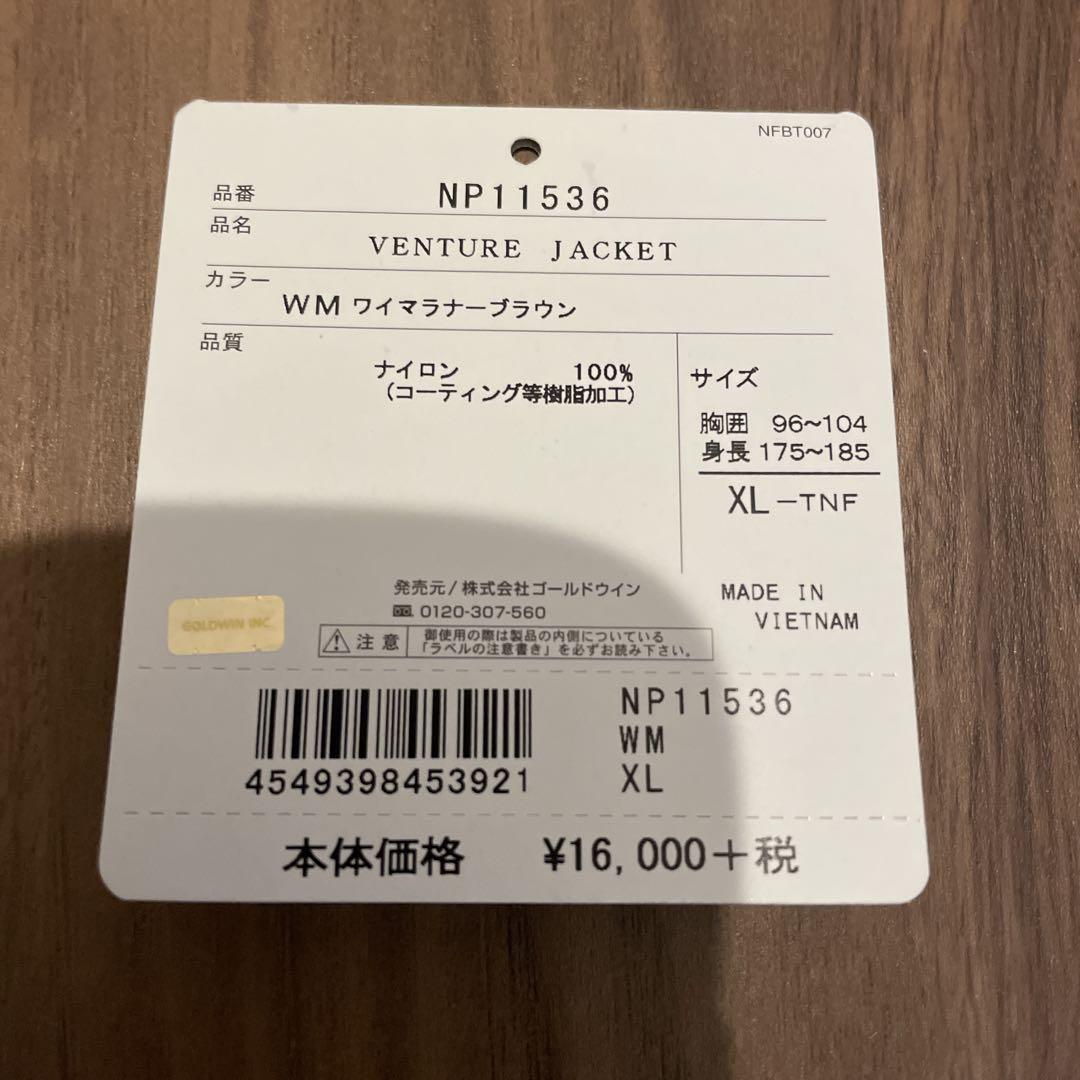 NFBT007
品番 NP11536
品名
VENTURE JACKET
カラー
WM ワイマラナーブラウン
品質
ナイロン 100%
(コーティング等樹脂加工)
サイズ
胸囲 96~104
身長 175~185
XL-TNF
発売元/株式会社ゴールドウイン
0120-307-560
MADE IN
VIETNAM
GOLDWIN INC.
注意
御使用の際は製品の内側についている
「ラベルの注意書き」を必ずお読み下さい。
4549398453921
NP11536
WM
XL
本体価格 ¥16,000+税